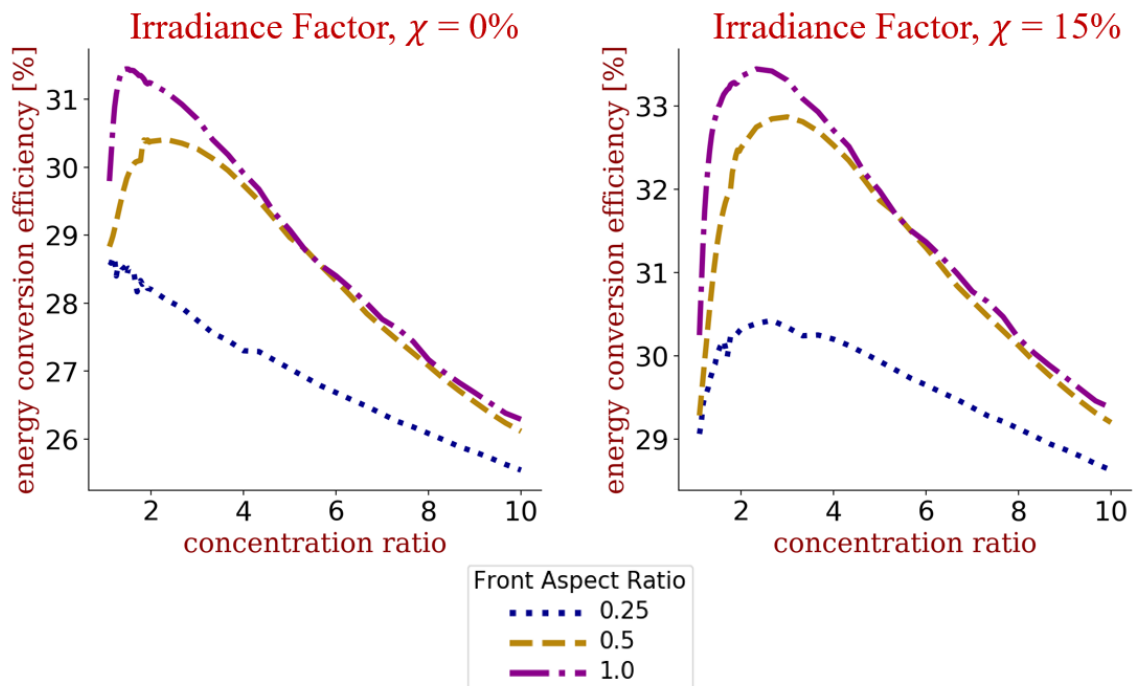 Irradiance Factor, χ = 0%
energy conversion efficiency [%]
31
30
29
28
27
26
2 4 6 8 10
concentration ratio
Irradiance Factor, χ = 15%
energy conversion efficiency [%]
33
32
31
30
29
2 4 6 8 10
concentration ratio
Front Aspect Ratio
0.25
0.5
1.0